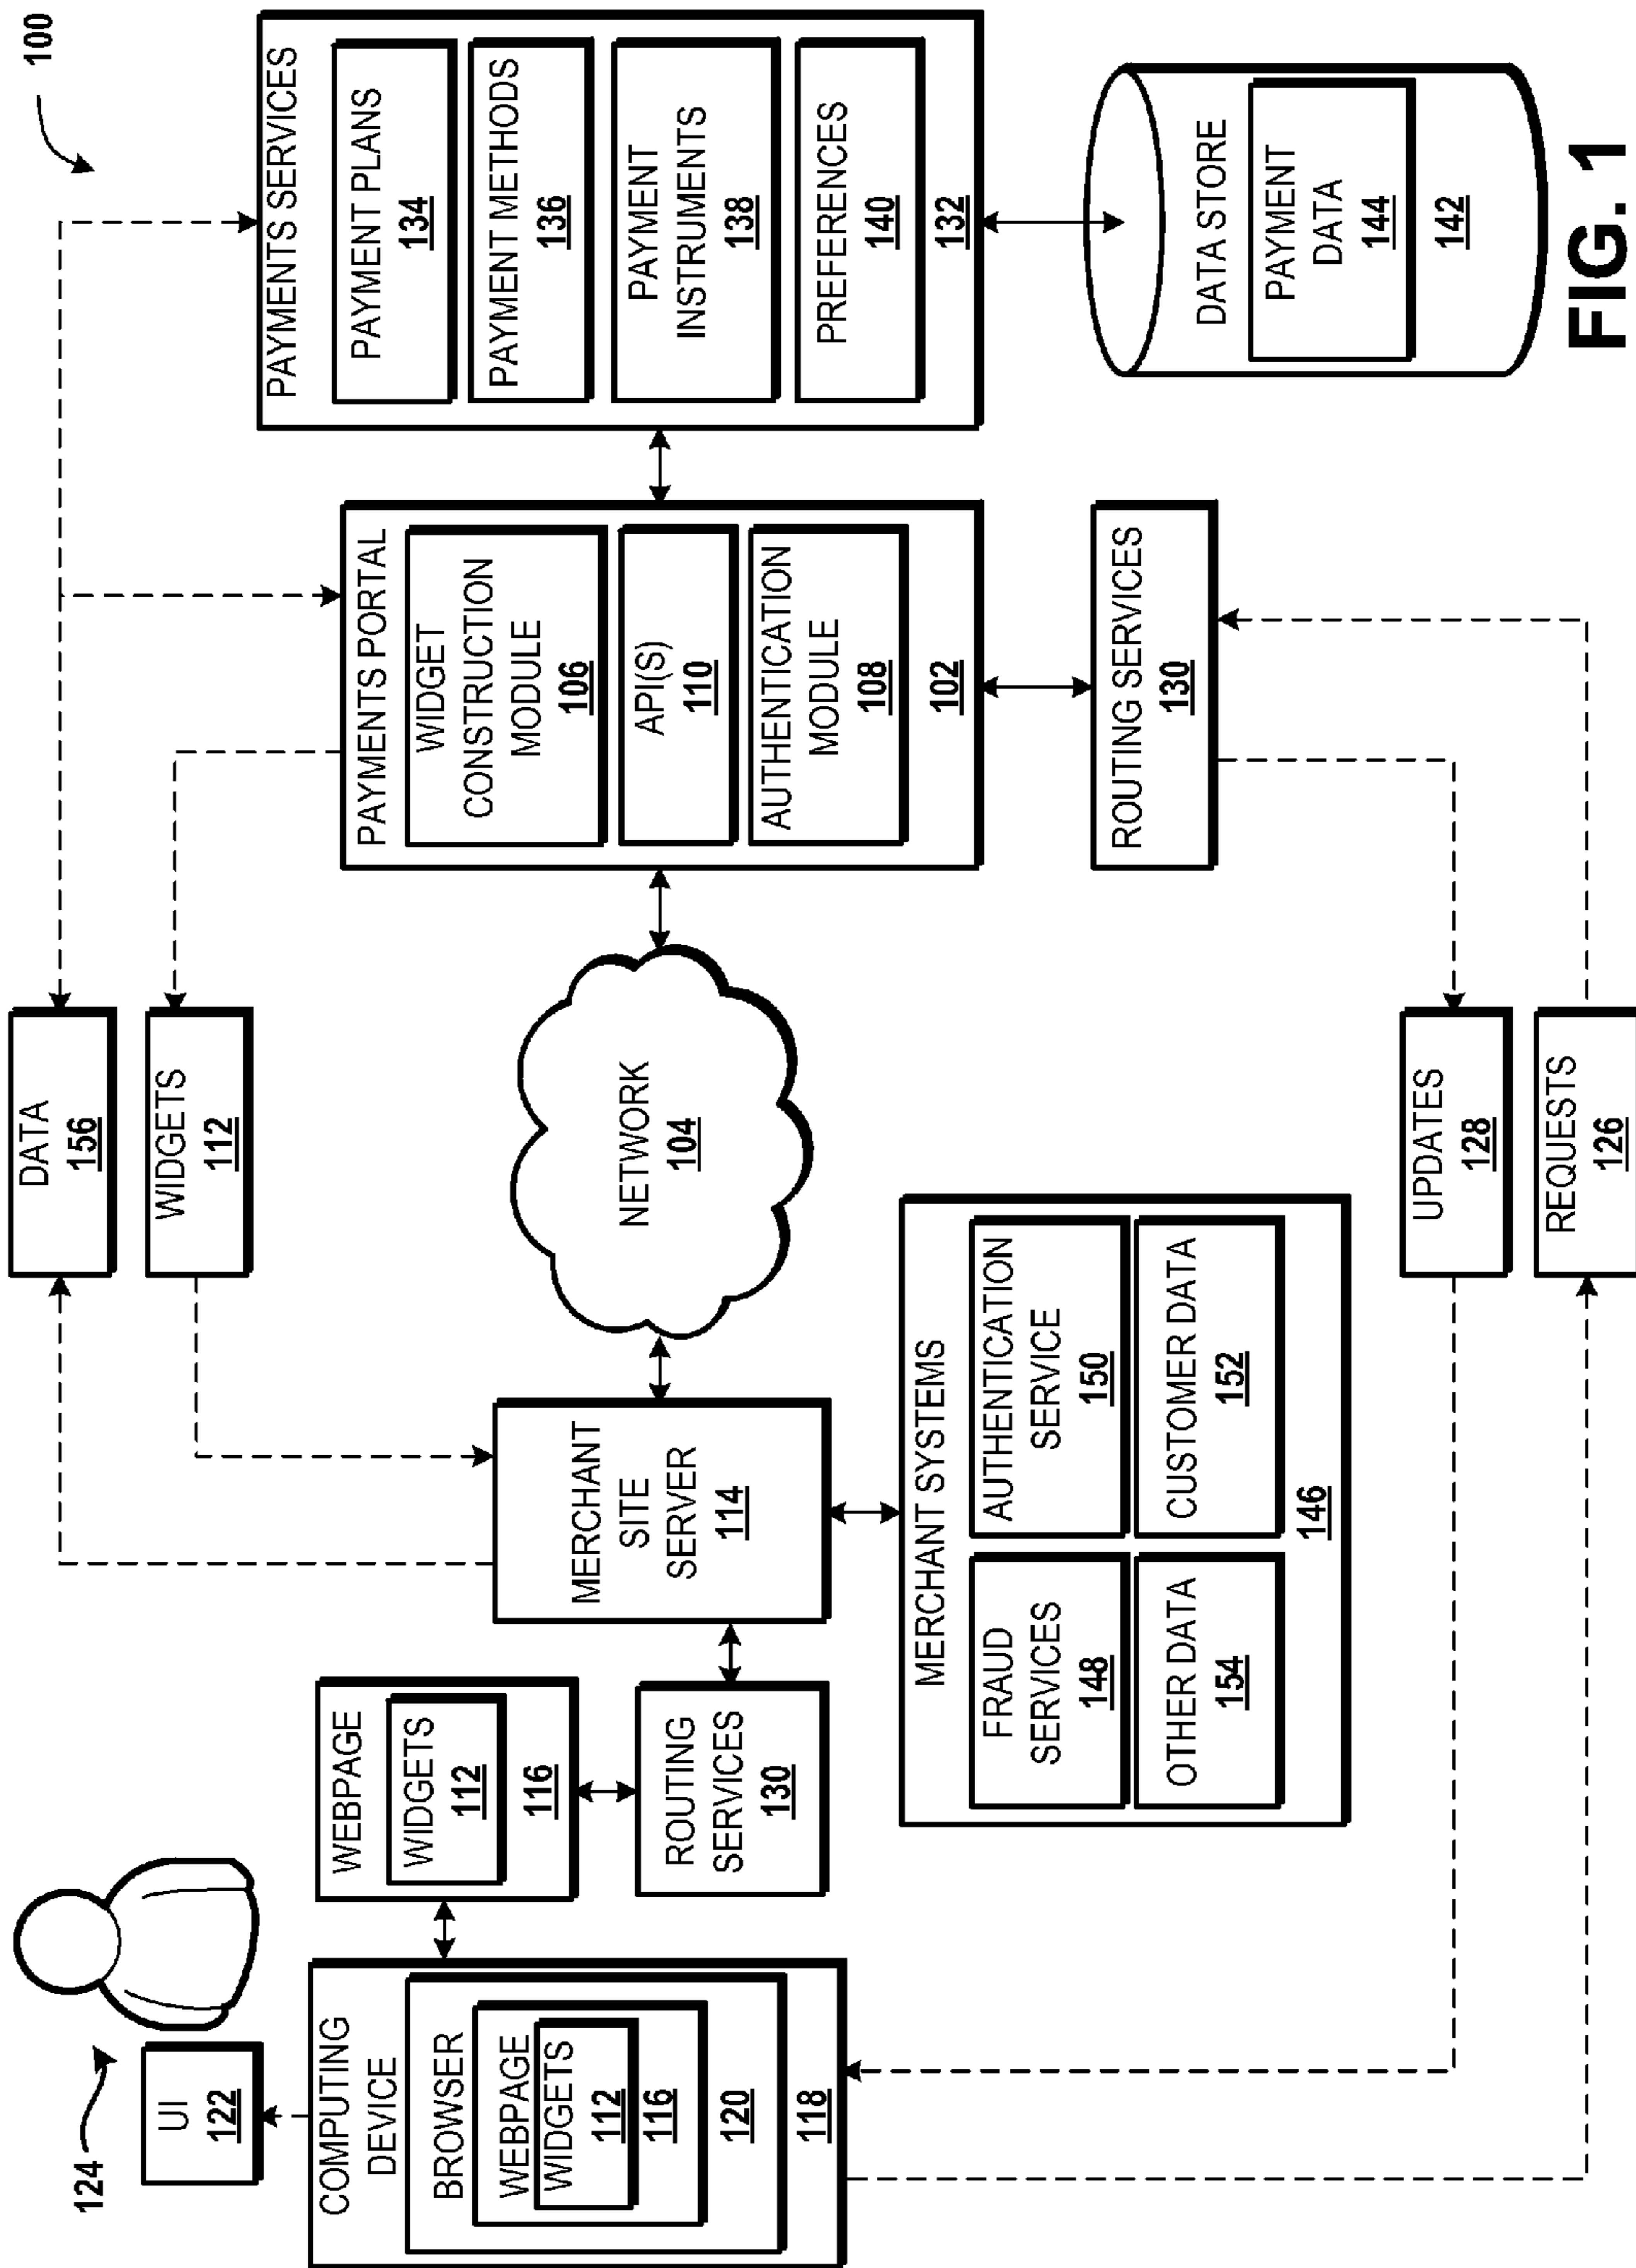 100
124
UI
122
DATA
156
WIDGETS
112
COMPUTING
DEVICE
BROWSER
WEBPAGE
WIDGETS
112
116
120
118
WEBPAGE
WIDGETS
112
116
ROUTING
SERVICES
130
MERCHANT
SITE
SERVER
114
NETWORK
104
PAYMENTS PORTAL
WIDGET
CONSTRUCTION
MODULE
106
API(S)
110
AUTHENTICATION
MODULE
108
102
PAYMENTS SERVICES
PAYMENT PLANS
134
PAYMENT METHODS
136
PAYMENT
INSTRUMENTS
138
PREFERENCES
140
132
MERCHANT SYSTEMS
FRAUD
SERVICES
148
AUTHENTICATION
SERVICE
150
OTHER DATA
154
CUSTOMER DATA
152
146
ROUTING SERVICES
130
DATA STORE
PAYMENT
DATA
144
142
UPDATES
128
REQUESTS
126
FIG. 1